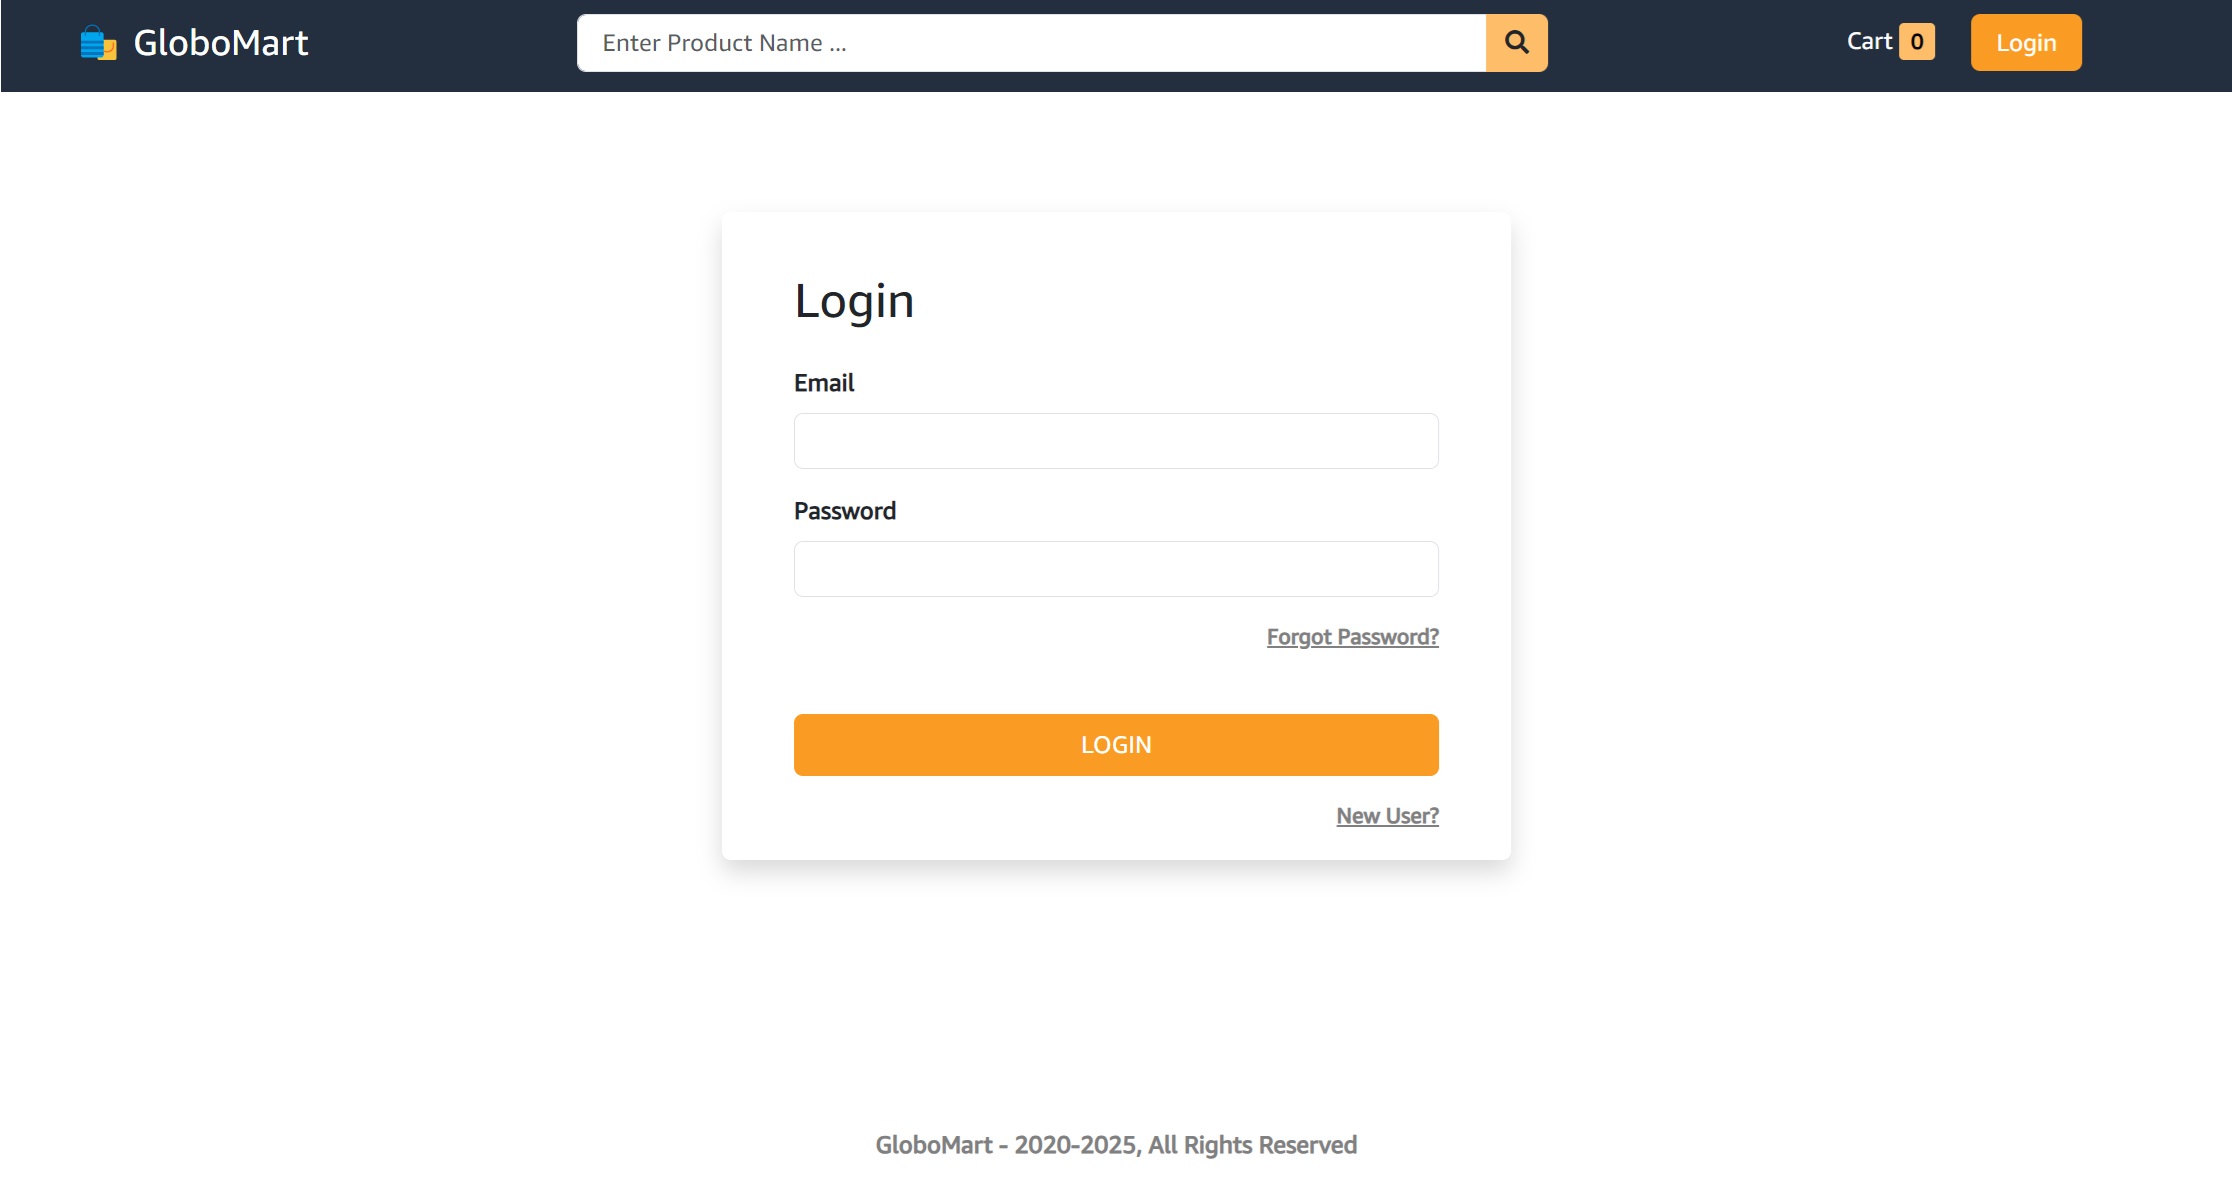 GloboMart
Enter Product Name ...
Cart 0
Login
Login
Email
Password
Forgot Password?
LOGIN
New User?
GloboMart - 2020-2025, All Rights Reserved